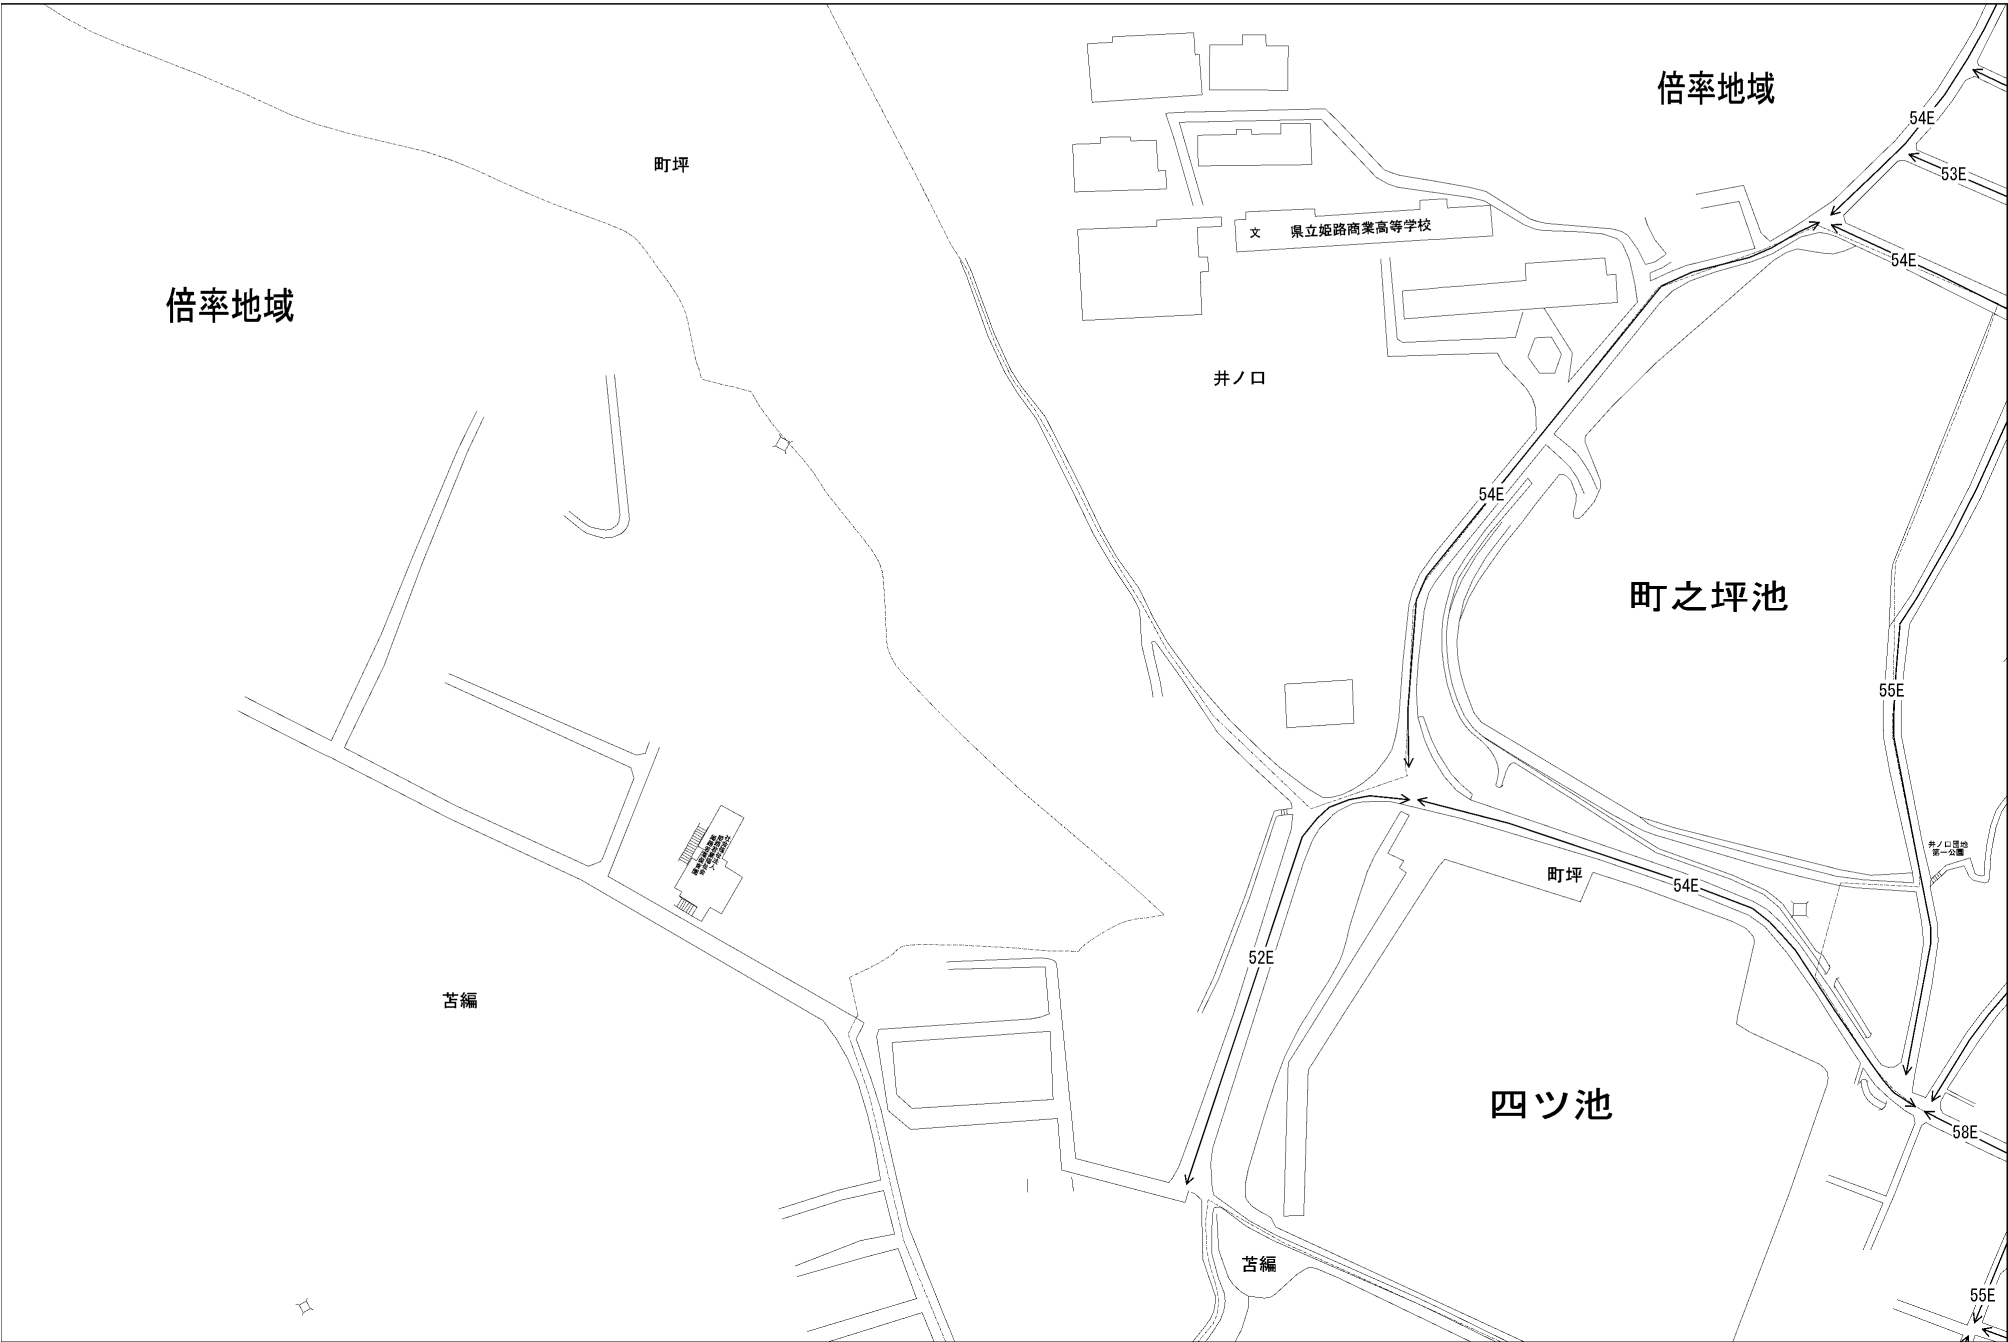 倍率地域
54E
町坪
53E
文 県立姫路商業高等学校
54E
倍率地域
井ノ口
54E
町之坪池
55E
井ノ口団地
第一公園
町坪
54E
52E
苫編
四ツ池
58E
苫編
55E